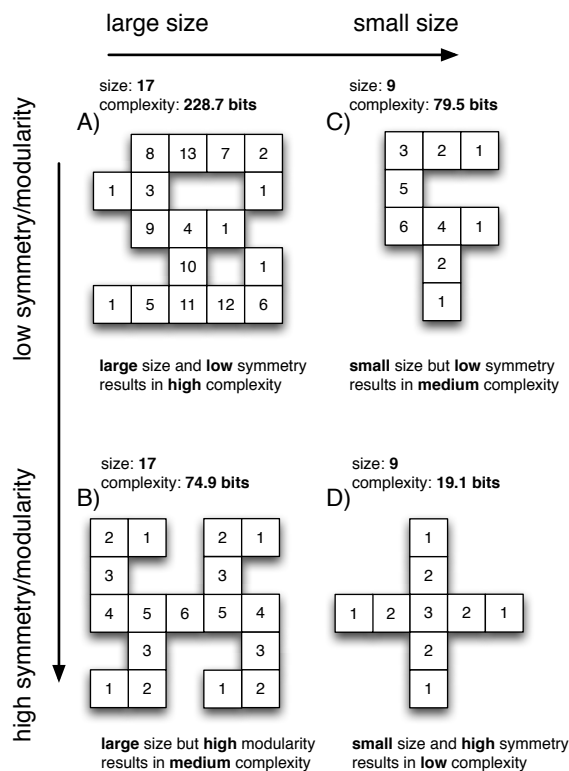 large size
small size
low symmetry/modularity
high symmetry/modularity
size: 17
complexity: 228.7 bits
A)
8 13 7 2
1 3 1
9 4 1
10 1
1 5 11 12 6
large size and low symmetry
results in high complexity
size: 9
complexity: 79.5 bits
C)
3 2 1
5
6 4 1
2
1
small size but low symmetry
results in medium complexity
size: 17
complexity: 74.9 bits
B)
2 1 2 1
3 3
4 5 6 5 4
3 3
1 2 1 2
large size but high modularity
results in medium complexity
size: 9
complexity: 19.1 bits
D)
1
2
1 2 3 2 1
2
1
small size and high symmetry
results in low complexity